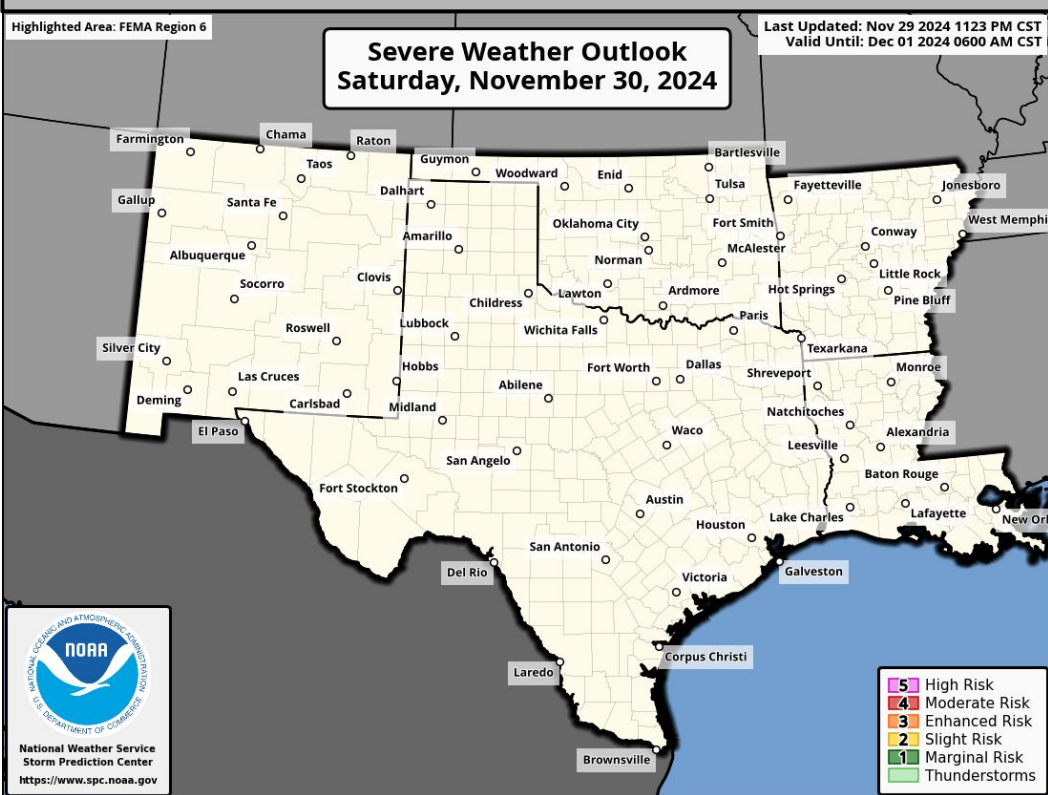 Highlighted Area: FEMA Region 6
Last Updated: Nov 29 2024 1123 PM CST
Valid Until: Dec 01 2024 0600 AM CST
Severe Weather Outlook
Saturday, November 30, 2024
Farmington
Chama
Raton
Taos
Guymon
Woodward
Enid
Bartlesville
Tulsa
Fayetteville
Jonesboro
Gallup
Santa Fe
Dalhart
Oklahoma City
Fort Smith
West Memphi
Albuquerque
Amarillo
Norman
McAlester
Conway
Socorro
Clovis
Childress
Lawton
Ardmore
Hot Springs
Little Rock
Pine Bluff
Roswell
Lubbock
Wichita Falls
Paris
Texarkana
Silver City
Las Cruces
Hobbs
Abilene
Fort Worth
Dallas
Shreveport
Monroe
Deming
Carlsbad
Midland
Natchitoches
El Paso
Waco
Leesville
Alexandria
San Angelo
Fort Stockton
Baton Rouge
Austin
Houston
Lake Charles
Lafayette
New Orl
San Antonio
Del Rio
Victoria
Galveston
Laredo
Corpus Christi
Brownsville
NATIONAL OCEANIC AND ATMOSPHERIC ADMINISTRATION
NOAA
U.S. DEPARTMENT OF COMMERCE
National Weather Service
Storm Prediction Center
https://www.spc.noaa.gov
5 High Risk
4 Moderate Risk
3 Enhanced Risk
2 Slight Risk
1 Marginal Risk
Thunderstorms